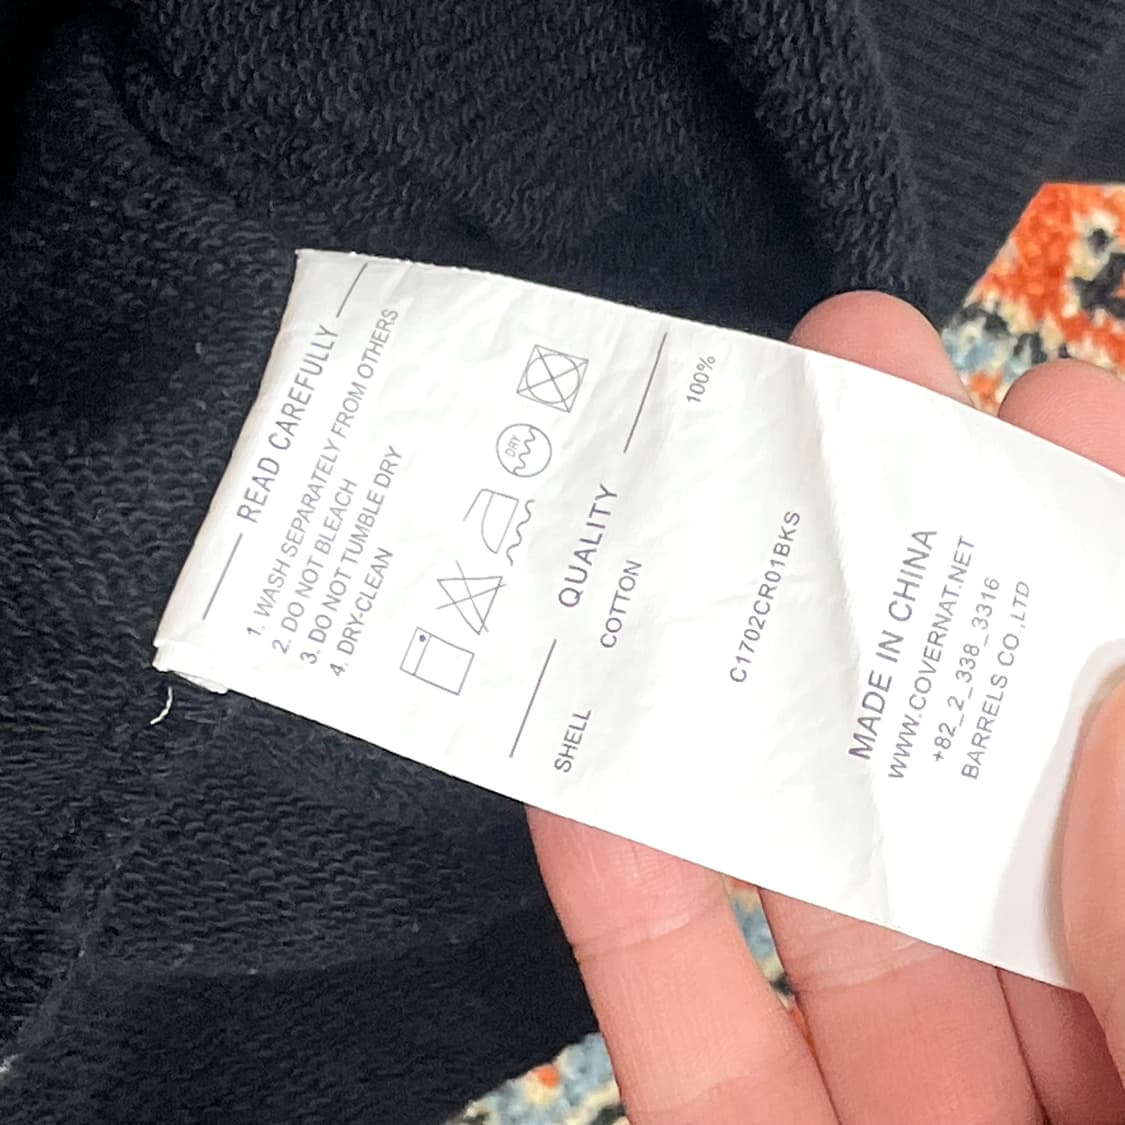 READ CAREFULLY
1. WASH SEPARATELY FROM OTHERS
2. DO NOT BLEACH
3. DO NOT TUMBLE DRY
4. DRY-CLEAN
DRY
QUALITY
SHELL COTTON 100%
C1702CR01BKS
MADE IN CHINA
WWW.COVERNAT.NET
+82_2_338_3316
BARRELS CO.,LTD